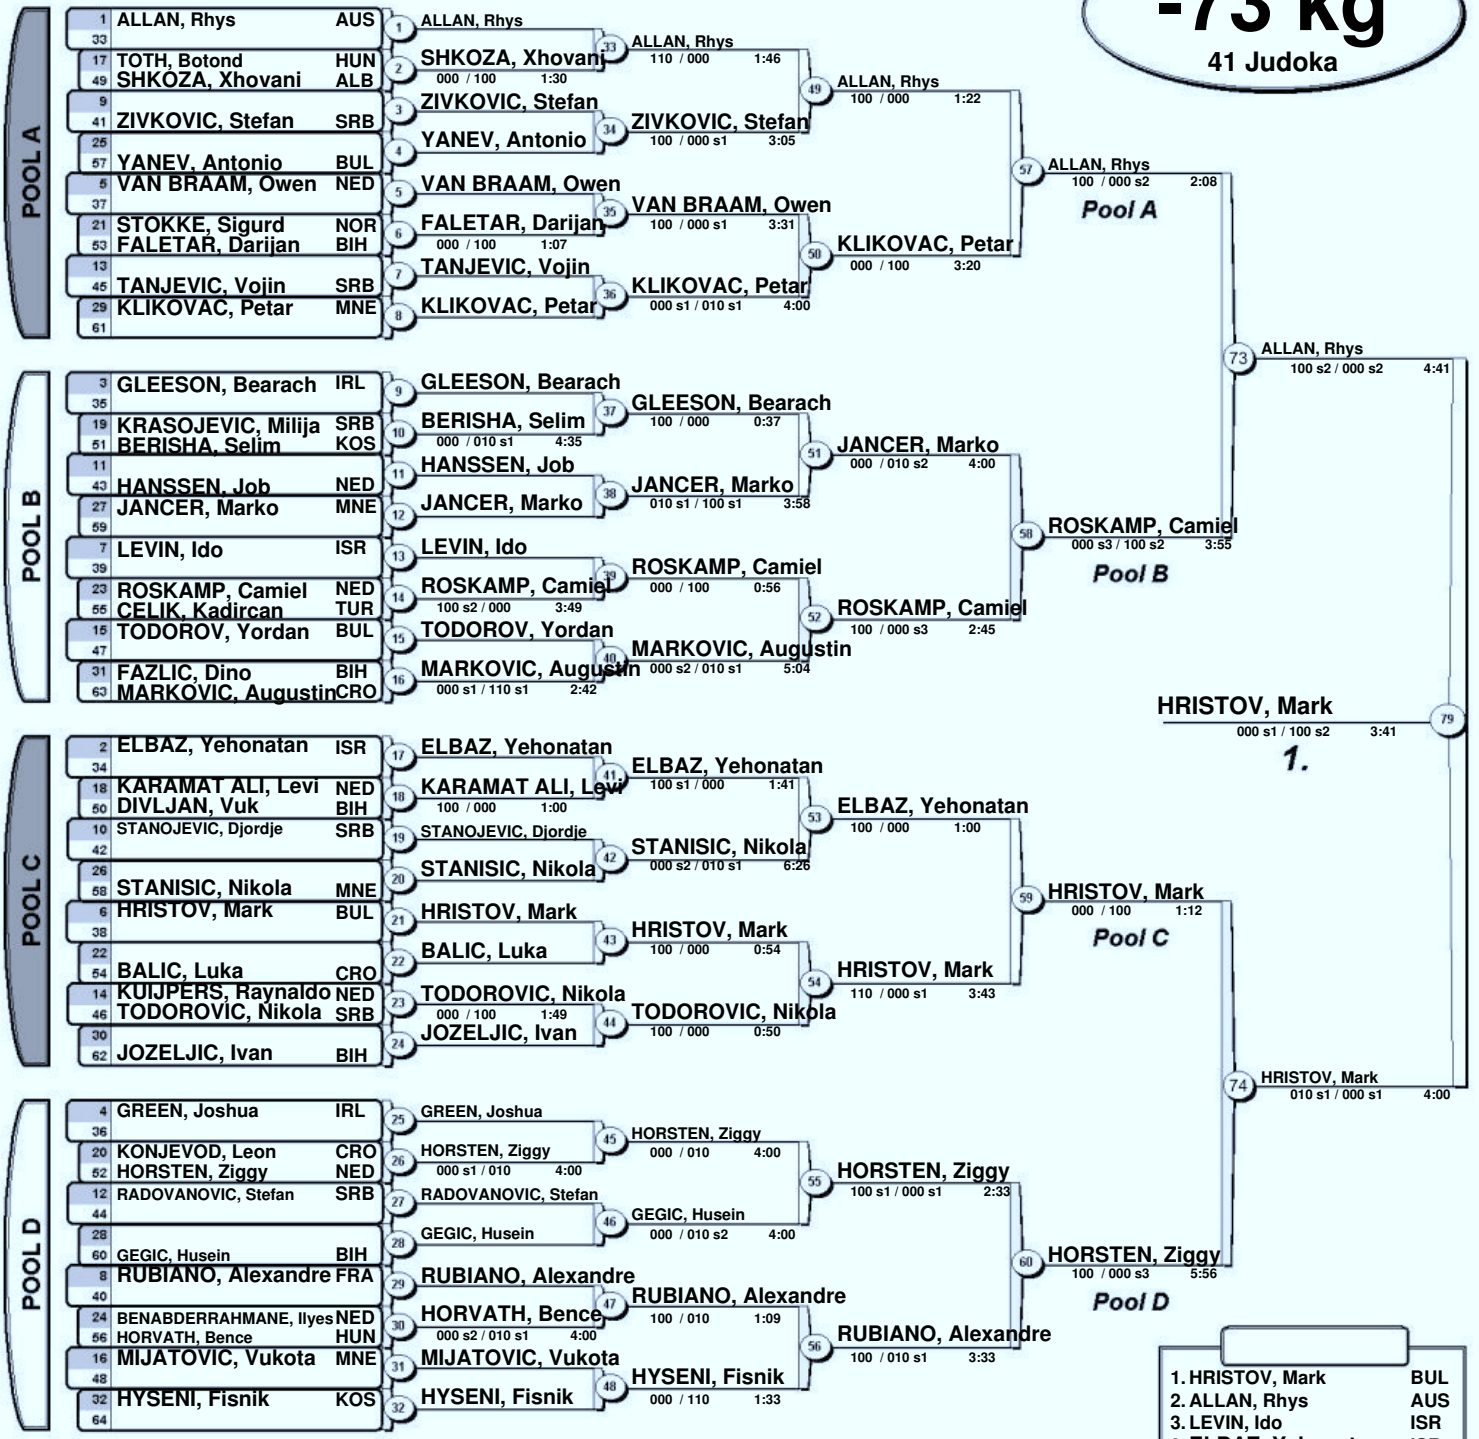 -73 kg
41 Judoka
POOL A
1 ALLAN, Rhys AUS
33
17 TOTH, Botond HUN
49 SHKOZA, Xhovani ALB
9
41 ZIVKOVIC, Stefan SRB
25
57 YANEV, Antonio BUL
5 VAN BRAAM, Owen NED
37
21 STOKKE, Sigurd NOR
53 FALETAR, Darijan BIH
13
45 TANJEVIC, Vojin SRB
29 KLIKOVAC, Petar MNE
61
1 ALLAN, Rhys
2 SHKOZA, Xhovani
000 / 100 1:30
3 ZIVKOVIC, Stefan
4 YANEV, Antonio
5 VAN BRAAM, Owen
6 FALETAR, Darijan
000 / 100 1:07
7 TANJEVIC, Vojin
8 KLIKOVAC, Petar
33 ALLAN, Rhys
110 / 000 1:46
34 ZIVKOVIC, Stefan
100 / 000 s1 3:05
35 VAN BRAAM, Owen
100 / 000 s1 3:31
36 KLIKOVAC, Petar
000 s1 / 010 s1 4:00
49 ALLAN, Rhys
100 / 000 1:22
50 KLIKOVAC, Petar
000 / 100 3:20
57 ALLAN, Rhys
100 / 000 s2 2:08
Pool A
POOL B
3 GLEESON, Bearach IRL
35
19 KRASOJEVIC, Milija SRB
51 BERISHA, Selim KOS
11
43 HANSSEN, Job NED
27 JANCER, Marko MNE
59
7 LEVIN, Ido ISR
39
23 ROSKAMP, Camiel NED
55 CELIK, Kadircan TUR
15 TODOROV, Yordan BUL
47
31 FAZLIC, Dino BIH
63 MARKOVIC, Augustin CRO
9 GLEESON, Bearach
10 BERISHA, Selim
000 / 010 s1 4:35
11 HANSSEN, Job
12 JANCER, Marko
13 LEVIN, Ido
14 ROSKAMP, Camiel
100 s2 / 000 3:49
15 TODOROV, Yordan
16 MARKOVIC, Augustin
000 s1 / 110 s1 2:42
37 GLEESON, Bearach
100 / 000 0:37
38 JANCER, Marko
010 s1 / 100 s1 3:58
39 ROSKAMP, Camiel
000 / 100 0:56
40 MARKOVIC, Augustin
000 s2 / 010 s1 5:04
51 JANCER, Marko
000 / 010 s2 4:00
52 ROSKAMP, Camiel
100 / 000 s3 2:45
58 ROSKAMP, Camiel
000 s3 / 100 s2 3:55
Pool B
73 ALLAN, Rhys
100 s2 / 000 s2 4:41
HRISTOV, Mark 79
000 s1 / 100 s2 3:41
1.
POOL C
2 ELBAZ, Yehonatan ISR
34
18 KARAMAT ALI, Levi NED
50 DIVLJAN, Vuk BIH
10 STANOJEVIC, Djordje SRB
42
26
58 STANISIC, Nikola MNE
6 HRISTOV, Mark BUL
38
22
54 BALIC, Luka CRO
14 KUIJPERS, Raynaldo NED
46 TODOROVIC, Nikola SRB
30
62 JOZELJIC, Ivan BIH
17 ELBAZ, Yehonatan
18 KARAMAT ALI, Levi
100 / 000 1:00
19 STANOJEVIC, Djordje
20 STANISIC, Nikola
21 HRISTOV, Mark
22 BALIC, Luka
23 TODOROVIC, Nikola
000 / 100 1:49
24 JOZELJIC, Ivan
41 ELBAZ, Yehonatan
100 s1 / 000 1:41
42 STANISIC, Nikola
000 s2 / 010 s1 6:26
43 HRISTOV, Mark
100 / 000 0:54
44 TODOROVIC, Nikola
100 / 000 0:50
53 ELBAZ, Yehonatan
100 / 000 1:00
54 HRISTOV, Mark
110 / 000 s1 3:43
59 HRISTOV, Mark
000 / 100 1:12
Pool C
74 HRISTOV, Mark
010 s1 / 000 s1 4:00
POOL D
4 GREEN, Joshua IRL
36
20 KONJEVOD, Leon CRO
52 HORSTEN, Ziggy NED
12 RADOVANOVIC, Stefan SRB
44
28
60 GEGIC, Husein BIH
8 RUBIANO, Alexandre FRA
40
24 BENABDERRAHMANE, Ilyes NED
56 HORVATH, Bence HUN
16 MIJATOVIC, Vukota MNE
48
32 HYSENI, Fisnik KOS
64
25 GREEN, Joshua
26 HORSTEN, Ziggy
000 s1 / 010 4:00
27 RADOVANOVIC, Stefan
28 GEGIC, Husein
29 RUBIANO, Alexandre
30 HORVATH, Bence
000 s2 / 010 s1 4:00
31 MIJATOVIC, Vukota
32 HYSENI, Fisnik
45 HORSTEN, Ziggy
000 / 010 4:00
46 GEGIC, Husein
000 / 010 s2 4:00
47 RUBIANO, Alexandre
100 / 010 1:09
48 HYSENI, Fisnik
000 / 110 1:33
55 HORSTEN, Ziggy
100 s1 / 000 s1 2:33
56 RUBIANO, Alexandre
100 / 010 s1 3:33
60 HORSTEN, Ziggy
100 / 000 s3 5:56
Pool D
1. HRISTOV, Mark BUL
2. ALLAN, Rhys AUS
3. LEVIN, Ido ISR